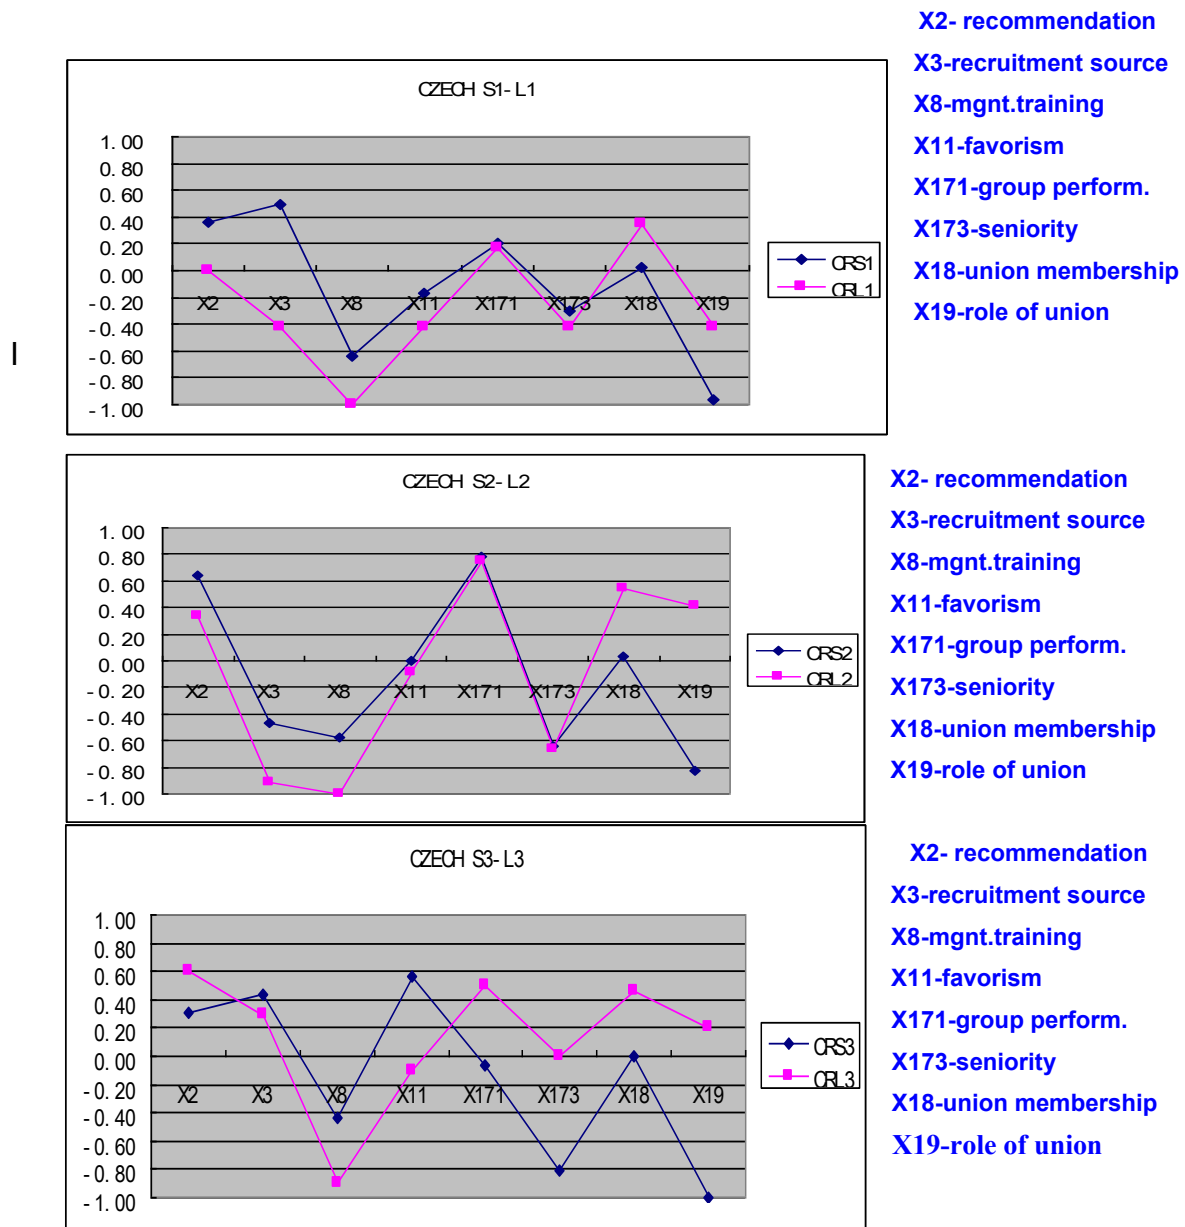 X2- recommendation
X3-recruitment source
X8-mgnt.training
X11-favorism
X171-group perform.
X173-seniority
X18-union membership
X19-role of union
CZECH S1- L1
1. 00
0. 80
0. 60
0. 40
0. 20
0. 00
- 0. 20
- 0. 40
- 0. 60
- 0. 80
- 1. 00
X2 X3 X8 X11 X171 X173 X18 X19
CRS1
CRL1
l
CZECH S2- L2
1. 00
0. 80
0. 60
0. 40
0. 20
0. 00
- 0. 20
- 0. 40
- 0. 60
- 0. 80
- 1. 00
X2 X3 X8 X11 X171 X173 X18 X19
CRS2
CRL2
X2- recommendation
X3-recruitment source
X8-mgnt.training
X11-favorism
X171-group perform.
X173-seniority
X18-union membership
X19-role of union
CZECH S3- L3
1. 00
0. 80
0. 60
0. 40
0. 20
0. 00
- 0. 20
- 0. 40
- 0. 60
- 0. 80
- 1. 00
X2 X3 X8 X11 X171 X173 X18 X19
CRS3
CRL3
X2- recommendation
X3-recruitment source
X8-mgnt.training
X11-favorism
X171-group perform.
X173-seniority
X18-union membership
X19-role of union